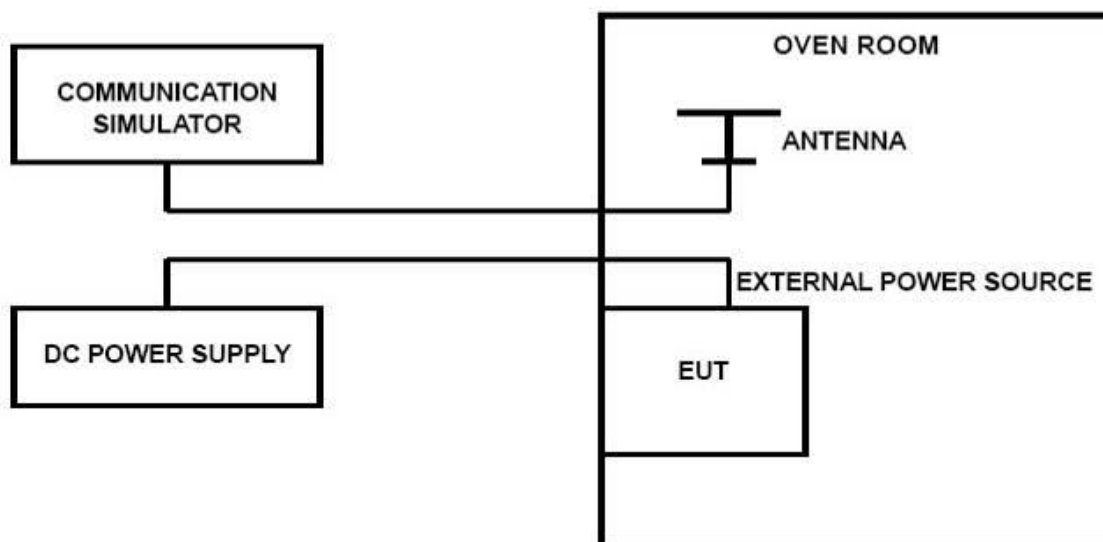 OVEN ROOM
COMMUNICATION
SIMULATOR
ANTENNA
EXTERNAL POWER SOURCE
DC POWER SUPPLY
EUT